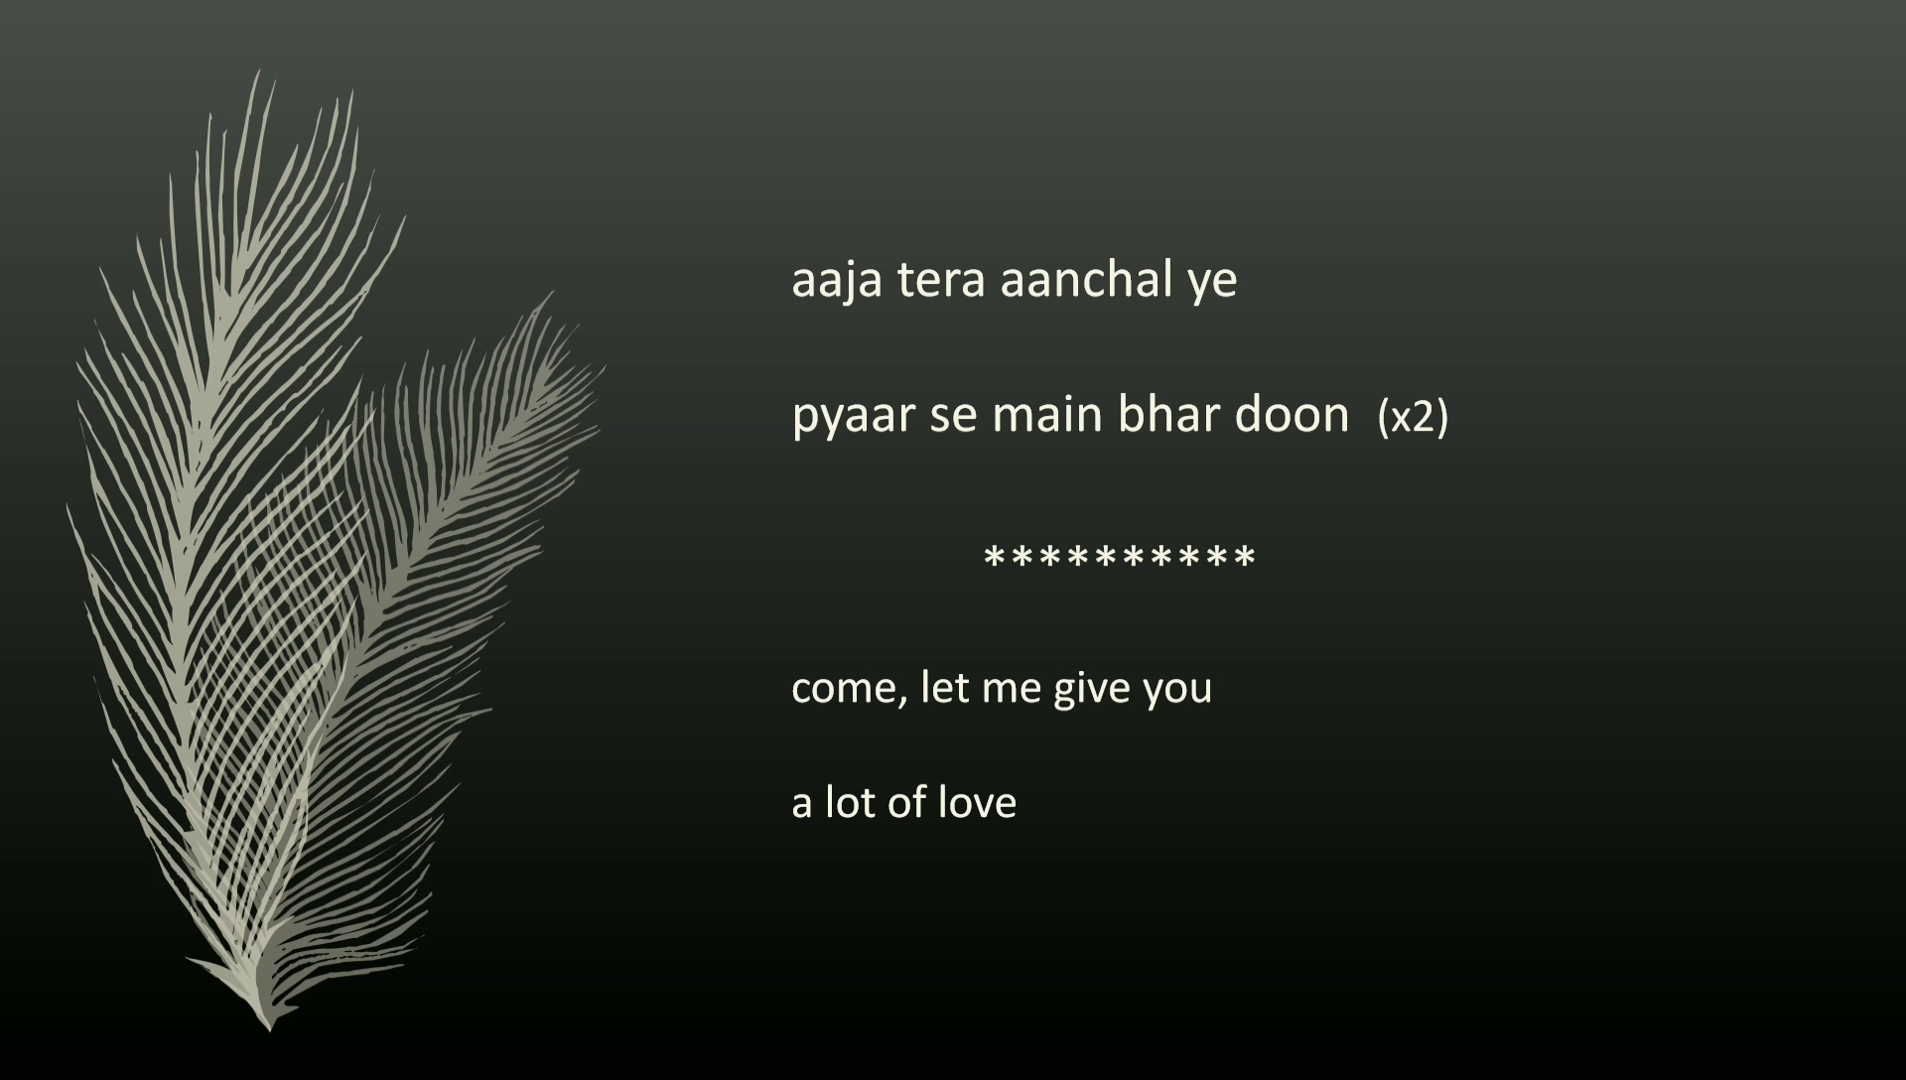 aaja tera aanchal ye
pyaar se main bhar doon (x2)
**********
come, let me give you
a lot of love